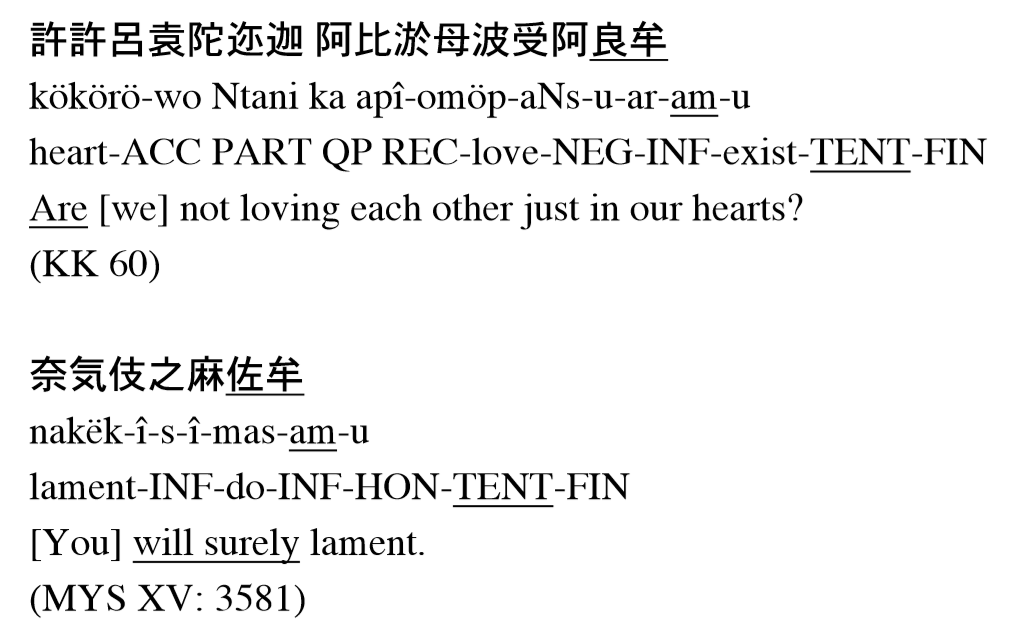 許許呂袁陀迩迦 阿比淤母波受阿良牟
kökörö-wo Ntani ka apî-omöp-aNs-u-ar-am-u
heart-ACC PART QP REC-love-NEG-INF-exist-TENT-FIN
Are [we] not loving each other just in our hearts?
(KK 60)
奈気伎之麻佐牟
nakëk-î-s-î-mas-am-u
lament-INF-do-INF-HON-TENT-FIN
[You] will surely lament.
(MYS XV: 3581)